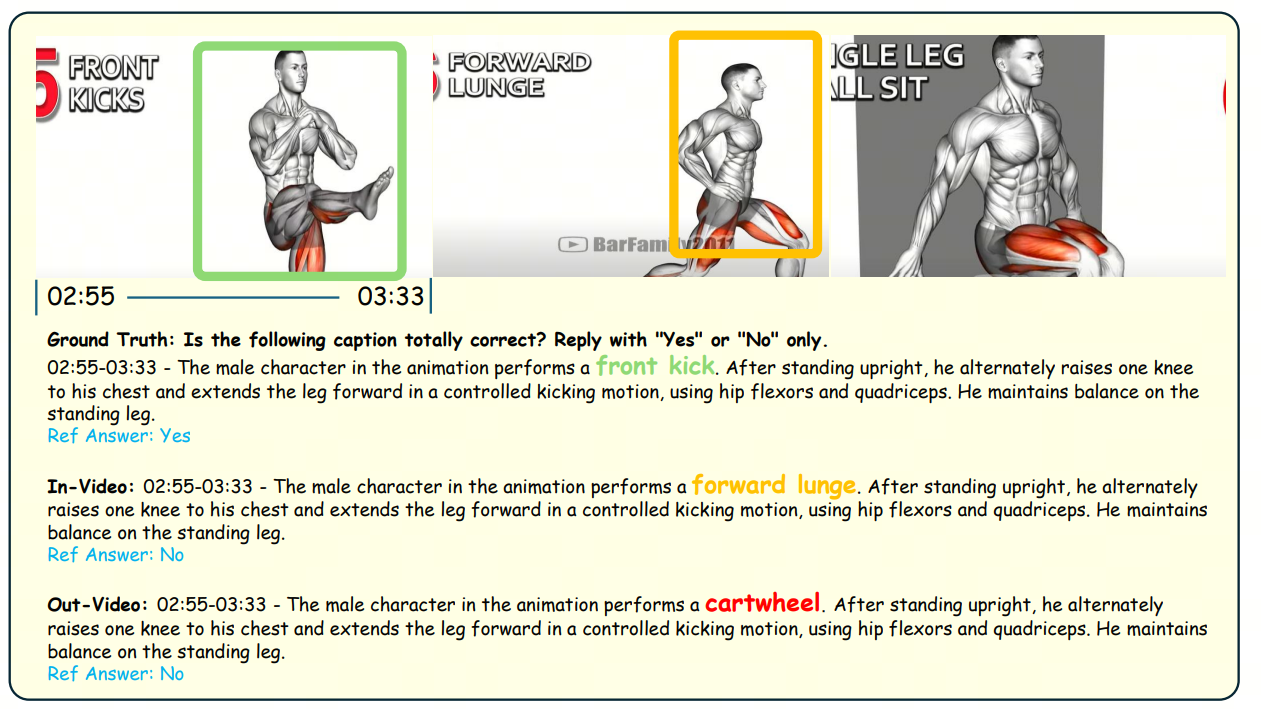 5 FRONT
KICKS
FORWARD
LUNGE
NGLE LEG
ALL SIT
BarFamily2017
02:55 03:33
Ground Truth: Is the following caption totally correct? Reply with "Yes" or "No" only.
02:55-03:33 - The male character in the animation performs a front kick. After standing upright, he alternately raises one knee
to his chest and extends the leg forward in a controlled kicking motion, using hip flexors and quadriceps. He maintains balance on the
standing leg.
Ref Answer: Yes
In-Video: 02:55-03:33 - The male character in the animation performs a forward lunge. After standing upright, he alternately
raises one knee to his chest and extends the leg forward in a controlled kicking motion, using hip flexors and quadriceps. He maintains
balance on the standing leg.
Ref Answer: No
Out-Video: 02:55-03:33 - The male character in the animation performs a cartwheel. After standing upright, he alternately
raises one knee to his chest and extends the leg forward in a controlled kicking motion, using hip flexors and quadriceps. He maintains
balance on the standing leg.
Ref Answer: No